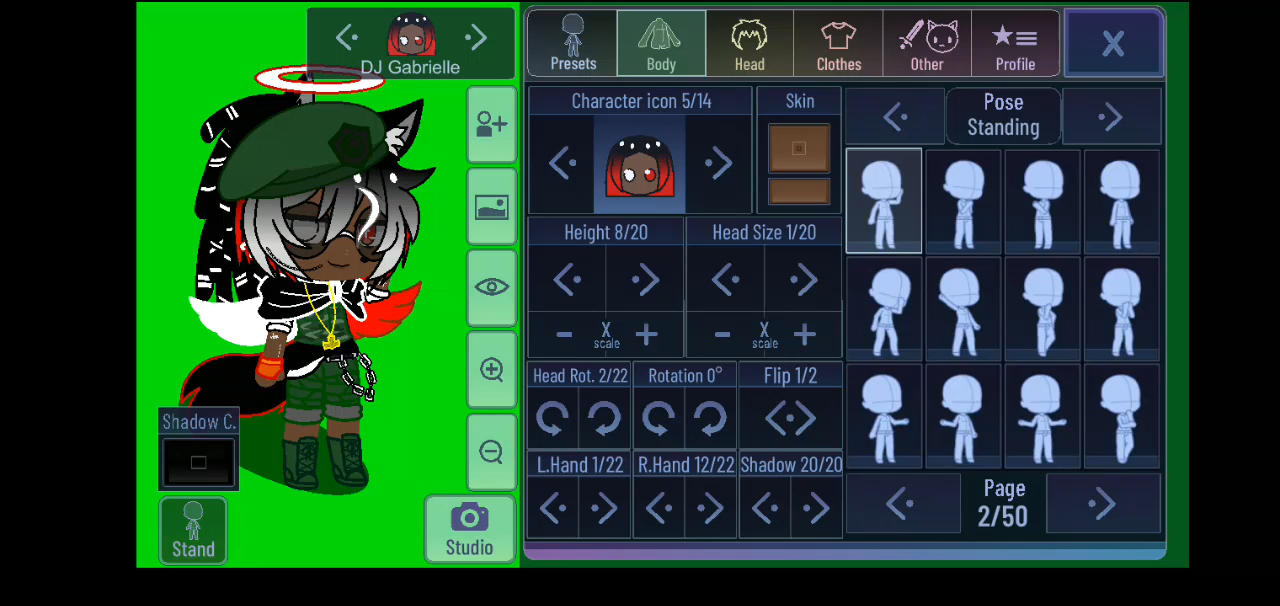 DJ Gabrielle
Presets
Body
Head
Clothes
Other
Profile
X
Character icon 5/14
Skin
Pose
Standing
Height 8/20
Head Size 1/20
X
scale
X
scale
Head Rot. 2/22
Rotation 0°
Flip 1/2
Shadow C.
L.Hand 1/22
R.Hand 12/22
Shadow 20/20
Page
2/50
Stand
Studio